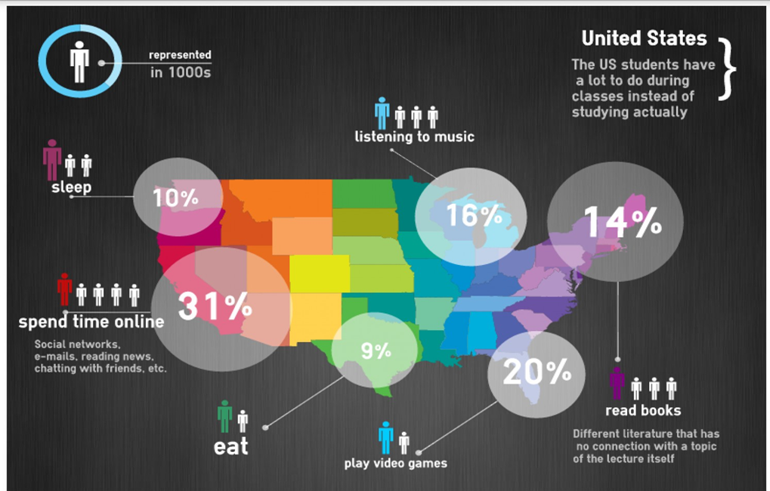 represented
in 1000s
United States
The US students have
a lot to do during
classes instead of
studying actually
listening to music
sleep
10%
16%
14%
31%
spend time online
Social networks,
e-mails, reading news,
chatting with friends, etc.
9%
20%
eat
play video games
read books
Different literature that has
no connection with a topic
of the lecture itself